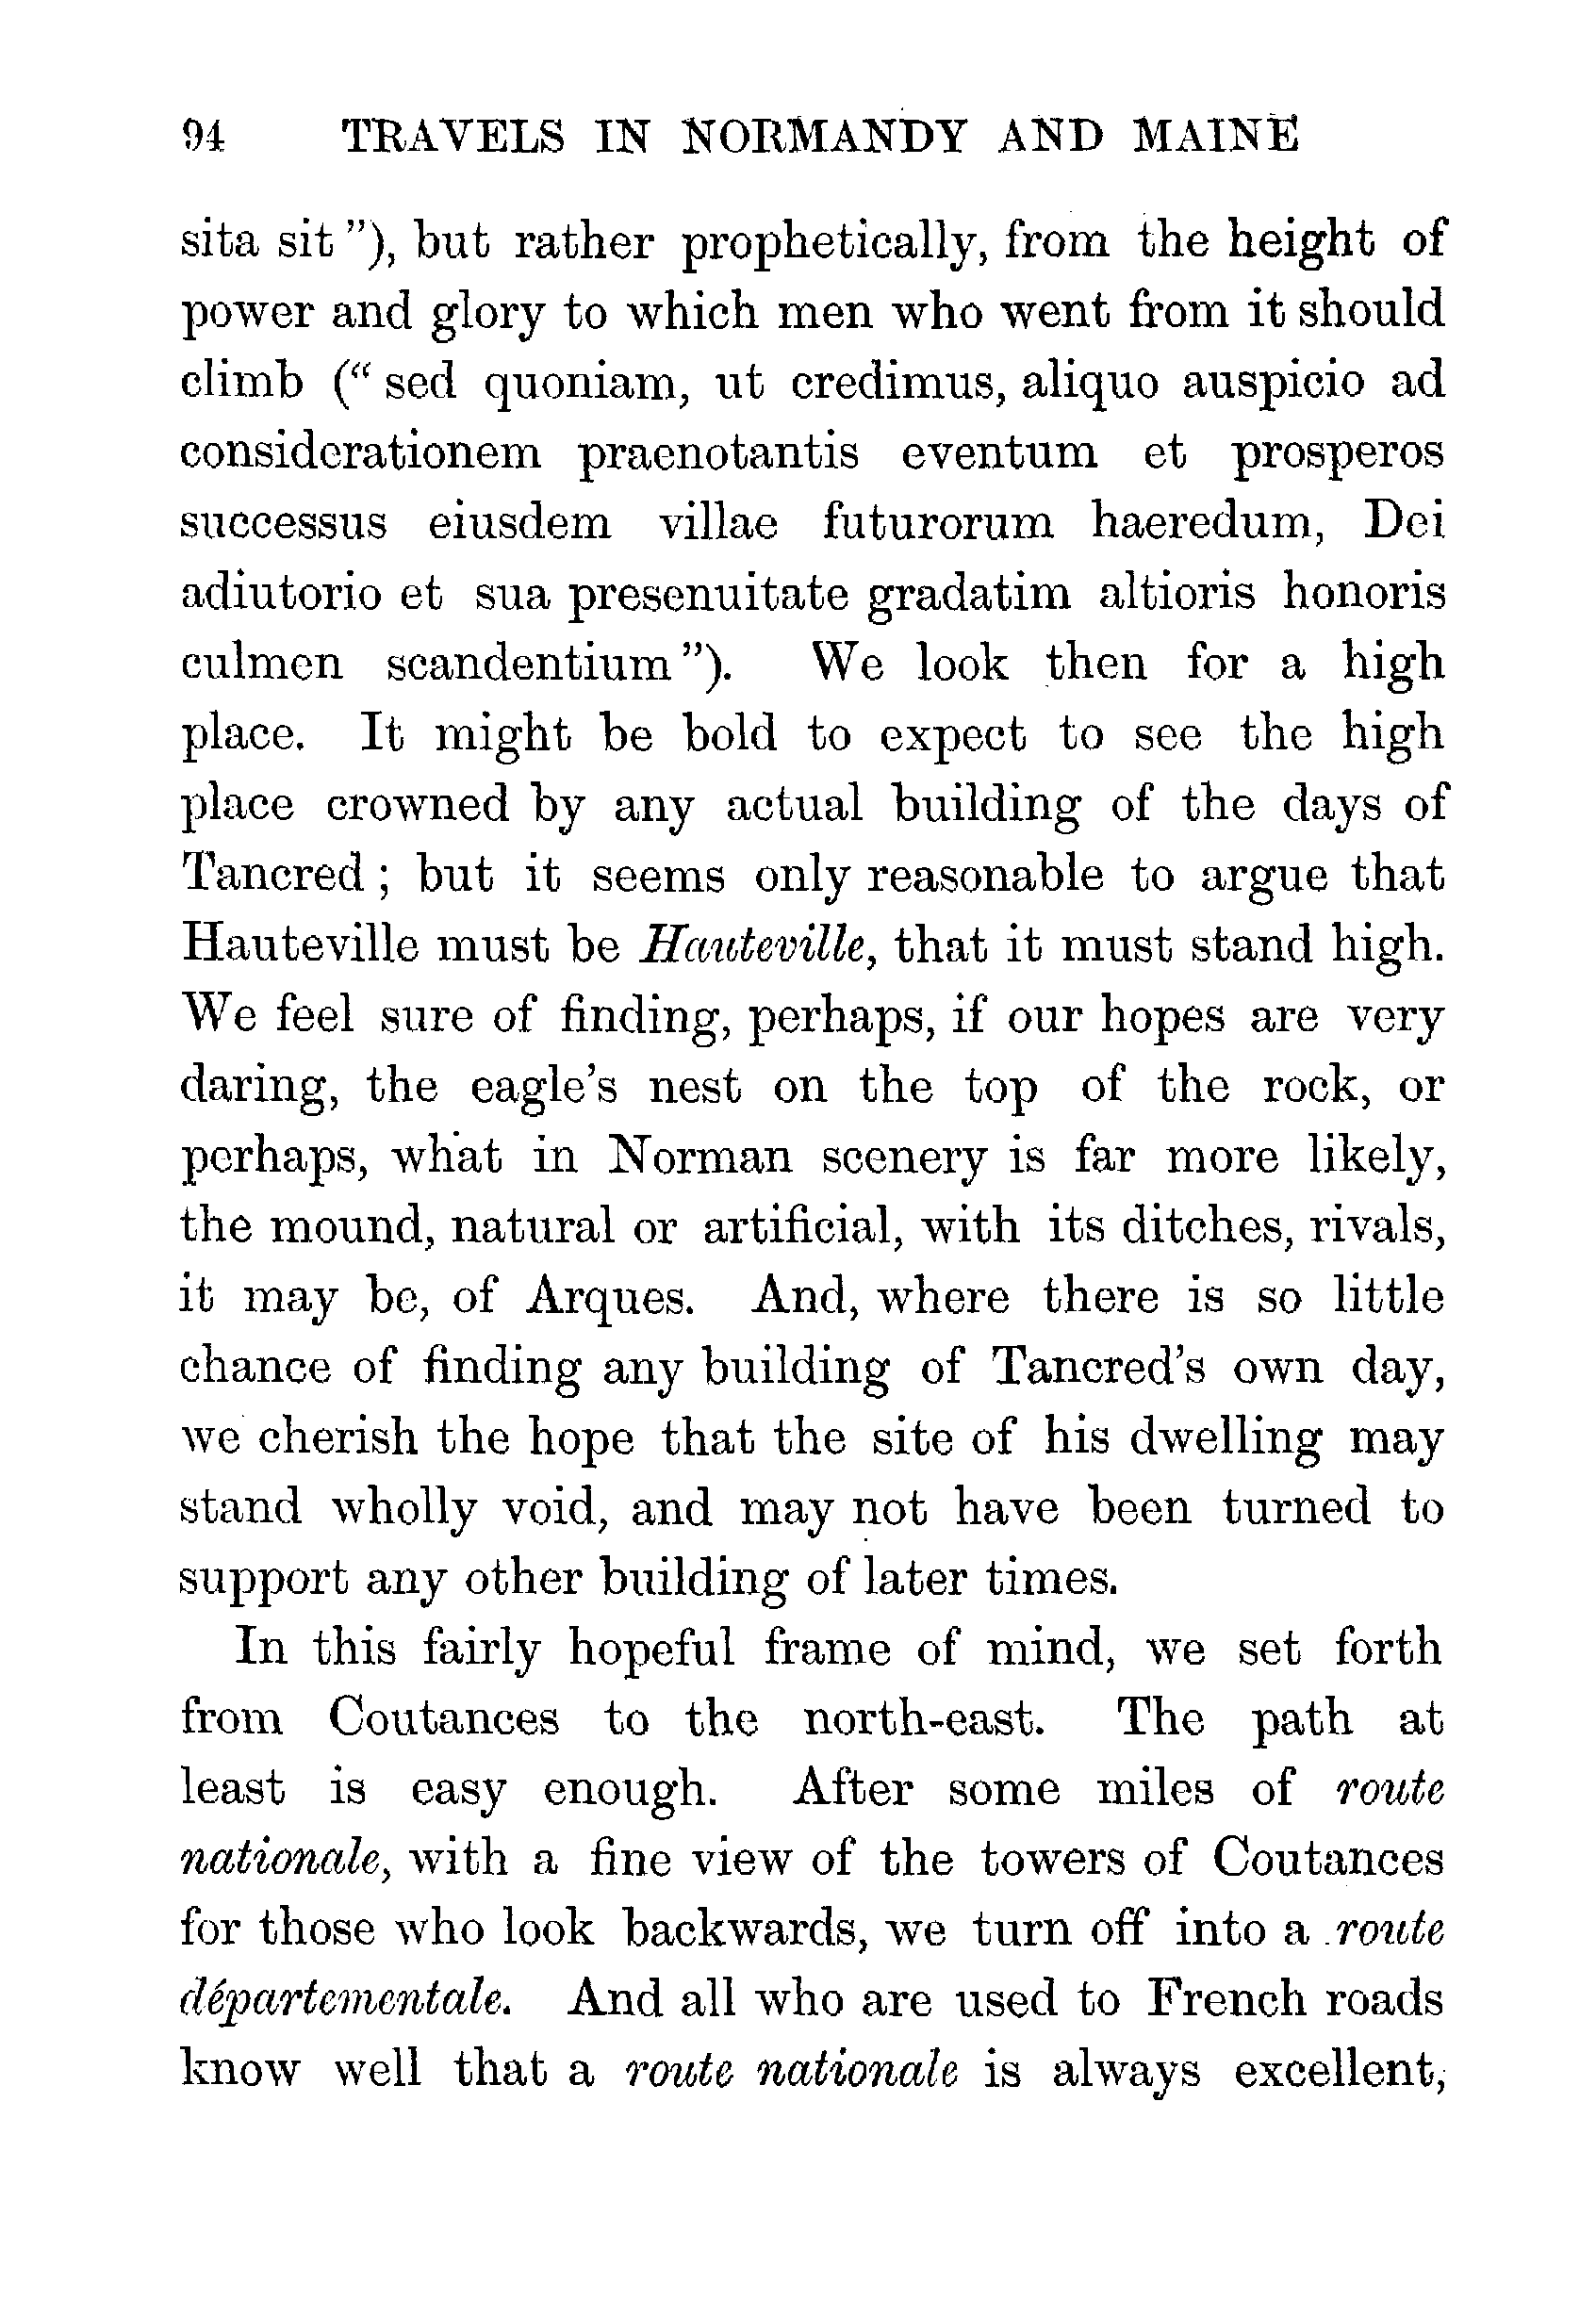 94 TRAVELS IN NORMANDY AND MAINE
sita sit”), but rather prophetically, from the height of
power and glory to which men who went from it should
climb (“sed quoniam, ut credimus, aliquo auspicio ad
considerationem praenotantis eventum et prosperos
successus eiusdem villae futurorum haeredum, Dei
adiutorio et sua presenuitate gradatim altioris honoris
culmen scandentium”). We look then for a high
place. It might be bold to expect to see the high
place crowned by any actual building of the days of
Tancred; but it seems only reasonable to argue that
Hauteville must be Hauteville, that it must stand high.
We feel sure of finding, perhaps, if our hopes are very
daring, the eagle's nest on the top of the rock, or
perhaps, what in Norman scenery is far more likely,
the mound, natural or artificial, with its ditches, rivals,
it may be, of Arques. And, where there is so little
chance of finding any building of Tancred's own day,
we cherish the hope that the site of his dwelling may
stand wholly void, and may not have been turned to
support any other building of later times.
In this fairly hopeful frame of mind, we set forth
from Coutances to the north-east. The path at
least is easy enough. After some miles of route
nationale, with a fine view of the towers of Coutances
for those who look backwards, we turn off into a route
départementale. And all who are used to French roads
know well that a route nationale is always excellent,